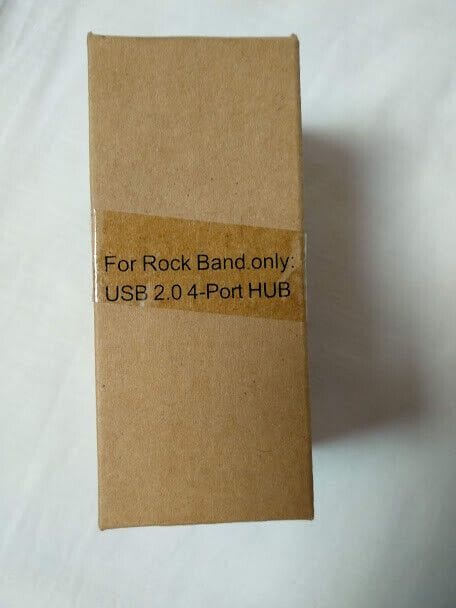 For Rock Band.only:
USB 2.0 4-Port HUB